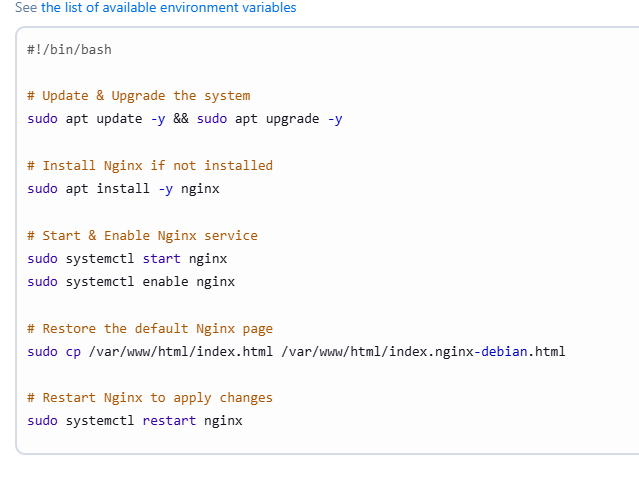 See the list of available environment variables
#!/bin/bash
# Update & Upgrade the system
sudo apt update -y && sudo apt upgrade -y
# Install Nginx if not installed
sudo apt install -y nginx
# Start & Enable Nginx service
sudo systemctl start nginx
sudo systemctl enable nginx
# Restore the default Nginx page
sudo cp /var/www/html/index.html /var/www/html/index.nginx-debian.html
# Restart Nginx to apply changes
sudo systemctl restart nginx